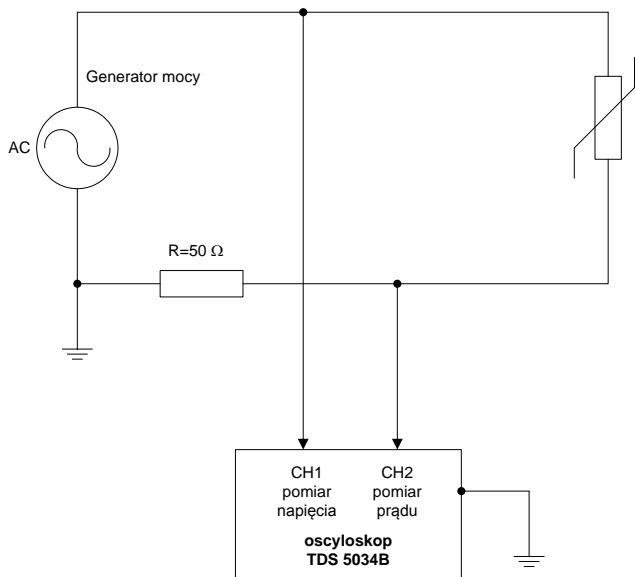 Generator mocy
AC
R=50 Ω
CH1
pomiar
napięcia
CH2
pomiar
prądu
oscyloskop
TDS 5034B